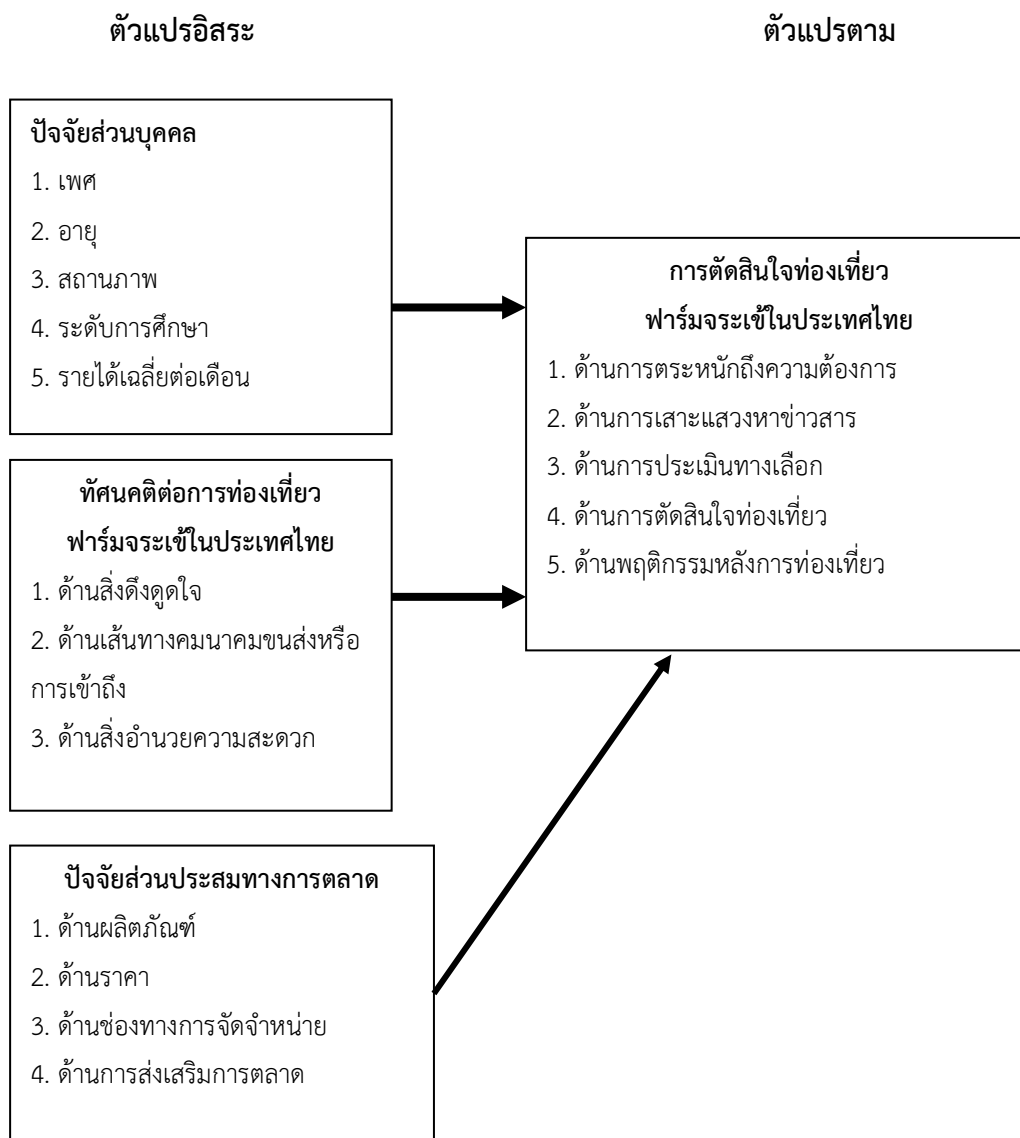 ตัวแปรอิสระ
ตัวแปรตาม
ปัจจัยส่วนบุคคล
1. เพศ
2. อายุ
3. สถานภาพ
4. ระดับการศึกษา
5. รายได้เฉลี่ยต่อเดือน
ทัศนคติต่อการท่องเที่ยว
ฟาร์มจระเข้ในประเทศไทย
1. ด้านสิ่งดึงดูดใจ
2. ด้านเส้นทางคมนาคมขนส่งหรือ
การเข้าถึง
3. ด้านสิ่งอำนวยความสะดวก
ปัจจัยส่วนประสมทางการตลาด
1. ด้านผลิตภัณฑ์
2. ด้านราคา
3. ด้านช่องทางการจัดจำหน่าย
4. ด้านการส่งเสริมการตลาด
การตัดสินใจท่องเที่ยว
ฟาร์มจระเข้ในประเทศไทย
1. ด้านการตระหนักถึงความต้องการ
2. ด้านการเสาะแสวงหาข่าวสาร
3. ด้านการประเมินทางเลือก
4. ด้านการตัดสินใจท่องเที่ยว
5. ด้านพฤติกรรมหลังการท่องเที่ยว